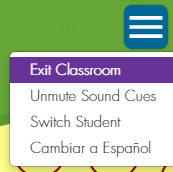 Exit Classroom
Unmute Sound Cues
Switch Student
Cambiar a Español